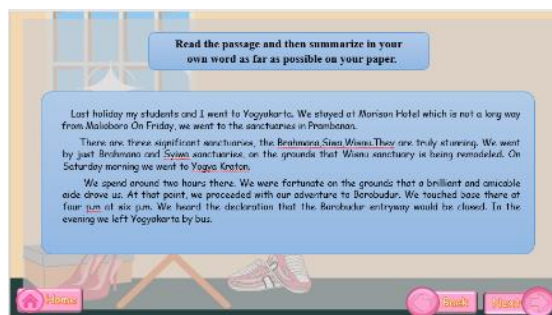 Read the passage and then summarize in your
own word as far as possible on your paper.
Last holiday my students and I went to Yogyakarta. We stayed at Morison Hotel which is not a long way
from Malioboro On Friday, we went to the sanctuaries in Prambanan.
There are three significant sanctuaries, the Brahmana,Siwa,Wisnu.They are truly stunning. We went
by just Brahmana and Syiwa sanctuaries, on the grounds that Wisnu sanctuary is being remodeled. On
Saturday morning we went to Yogya Kraton.
We spend around two hours there. We were fortunate on the grounds that a brilliant and amicable
aide drove us. At that point, we proceeded with our adventure to Borobudur. We touched base there at
four p.m at six p.m. We heard the declaration that the Borobudur entryway would be closed. In the
evening we left Yogyakarta by bus.
Home
Back
Next